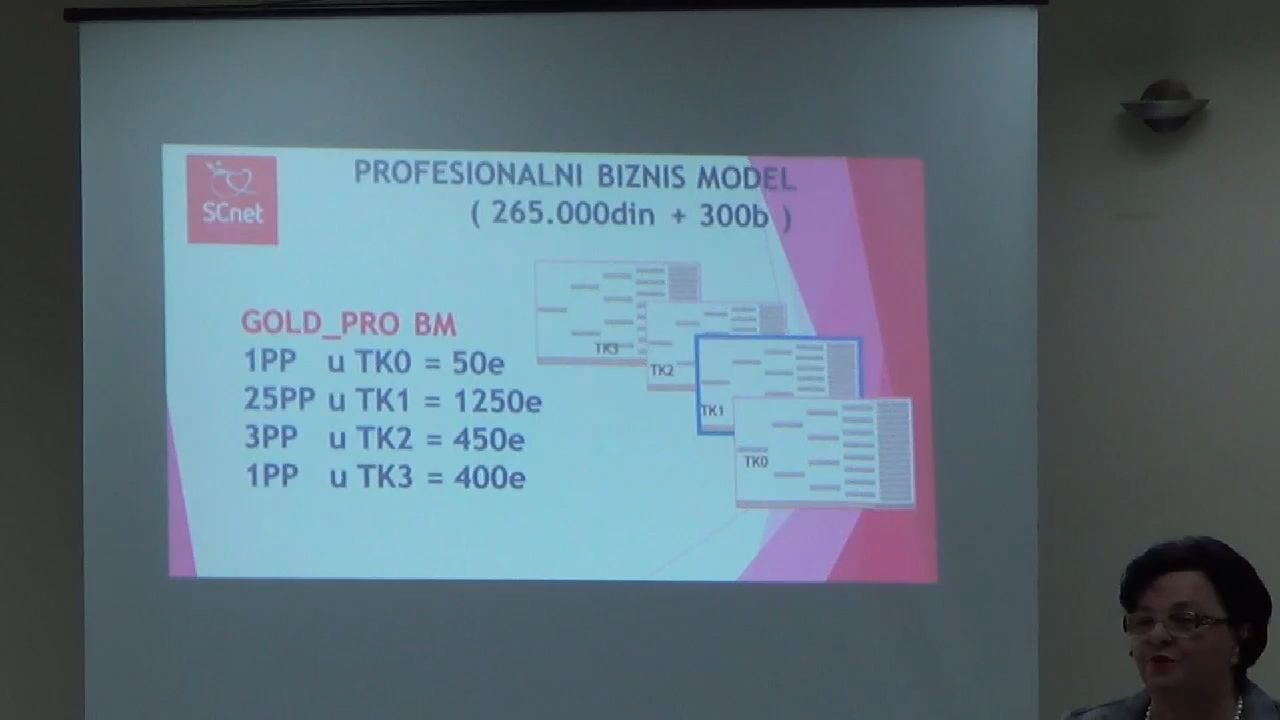 SCnet
PROFESIONALNI BIZNIS MODEL
( 265.000din + 300b )
GOLD_PRO BM
1PP u TK0 = 50e
25PP u TK1 = 1250e
3PP u TK2 = 450e
1PP u TK3 = 400e
TK3
TK2
TK1
TK0